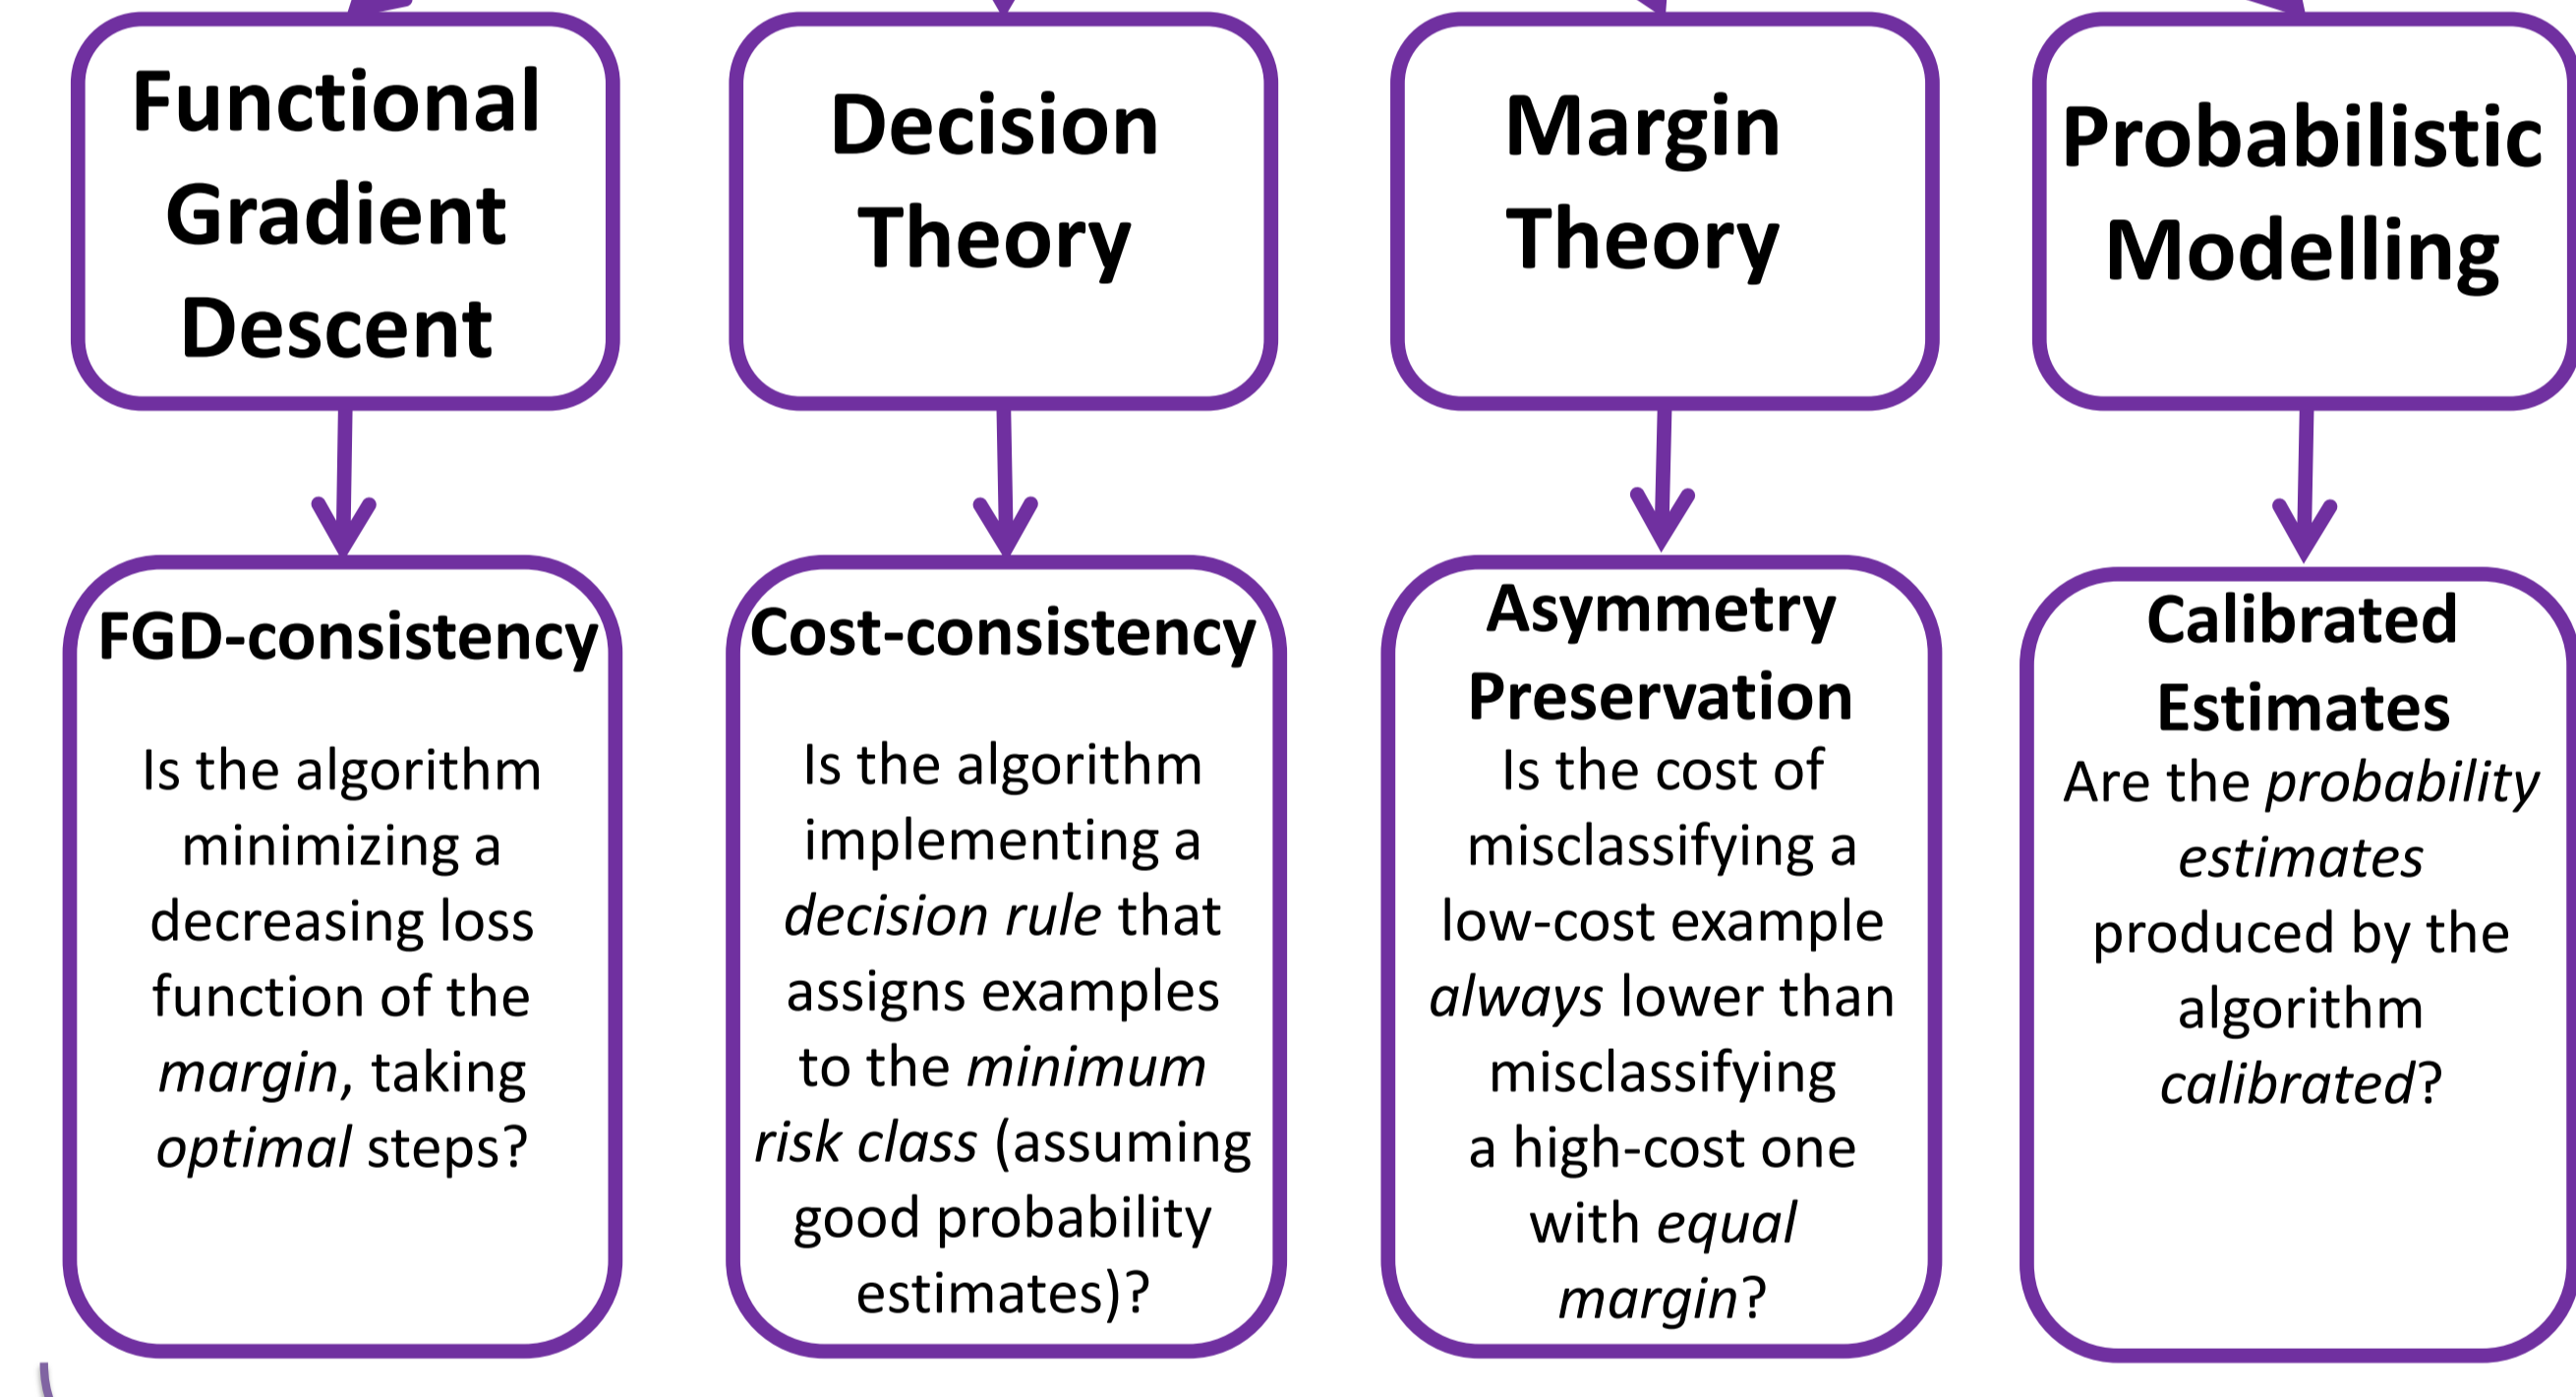 Functional
Gradient
Descent
Decision
Theory
Margin
Theory
Probabilistic
Modelling
FGD-consistency
Is the algorithm
minimizing a
decreasing loss
function of the
margin, taking
optimal steps?
Cost-consistency
Is the algorithm
implementing a
decision rule that
assigns examples
to the minimum
risk class (assuming
good probability
estimates)?
Asymmetry
Preservation
Is the cost of
misclassifying a
low-cost example
always lower than
misclassifying
a high-cost one
with equal
margin?
Calibrated
Estimates
Are the probability
estimates
produced by the
algorithm
calibrated?